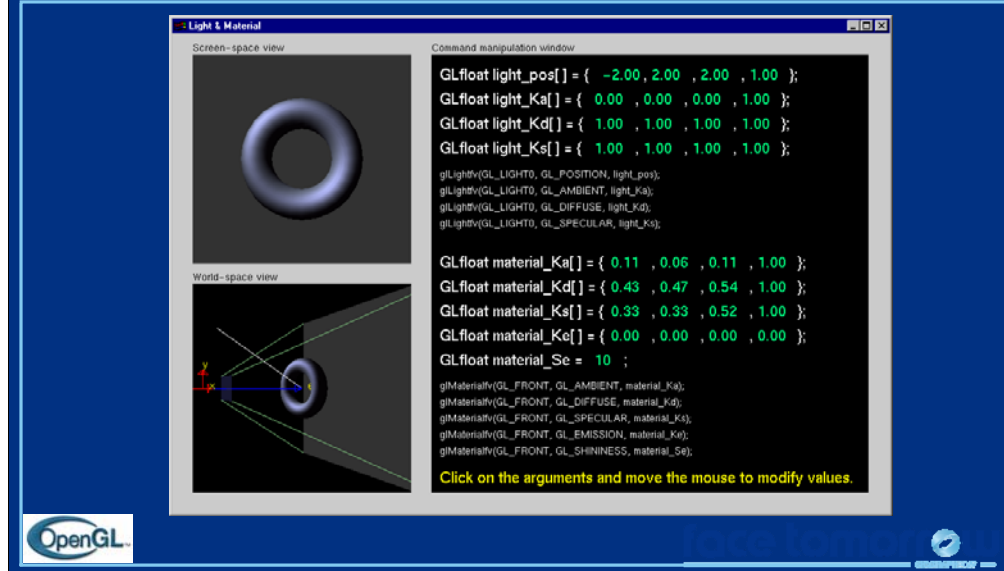 Light & Material
Screen-space view
Command manipulation window
GLfloat light_pos[ ] = { -2.00 , 2.00 , 2.00 , 1.00 };
GLfloat light_Ka[ ] = { 0.00 , 0.00 , 0.00 , 1.00 };
GLfloat light_Kd[ ] = { 1.00 , 1.00 , 1.00 , 1.00 };
GLfloat light_Ks[ ] = { 1.00 , 1.00 , 1.00 , 1.00 };
glLightfv(GL_LIGHT0, GL_POSITION, light_pos);
glLightfv(GL_LIGHT0, GL_AMBIENT, light_Ka);
glLightfv(GL_LIGHT0, GL_DIFFUSE, light_Kd);
glLightfv(GL_LIGHT0, GL_SPECULAR, light_Ks);
GLfloat material_Ka[ ] = { 0.11 , 0.06 , 0.11 , 1.00 };
World-space view
GLfloat material_Kd[ ] = { 0.43 , 0.47 , 0.54 , 1.00 };
GLfloat material_Ks[ ] = { 0.33 , 0.33 , 0.52 , 1.00 };
GLfloat material_Ke[ ] = { 0.00 , 0.00 , 0.00 , 0.00 };
GLfloat material_Se = 10 ;
y
x
glMaterialfv(GL_FRONT, GL_AMBIENT, material_Ka);
glMaterialfv(GL_FRONT, GL_DIFFUSE, material_Kd);
glMaterialfv(GL_FRONT, GL_SPECULAR, material_Ks);
glMaterialfv(GL_FRONT, GL_EMISSION, material_Ke);
glMaterialfv(GL_FRONT, GL_SHININESS, material_Se);
Click on the arguments and move the mouse to modify values.
OpenGL
face tomorrow